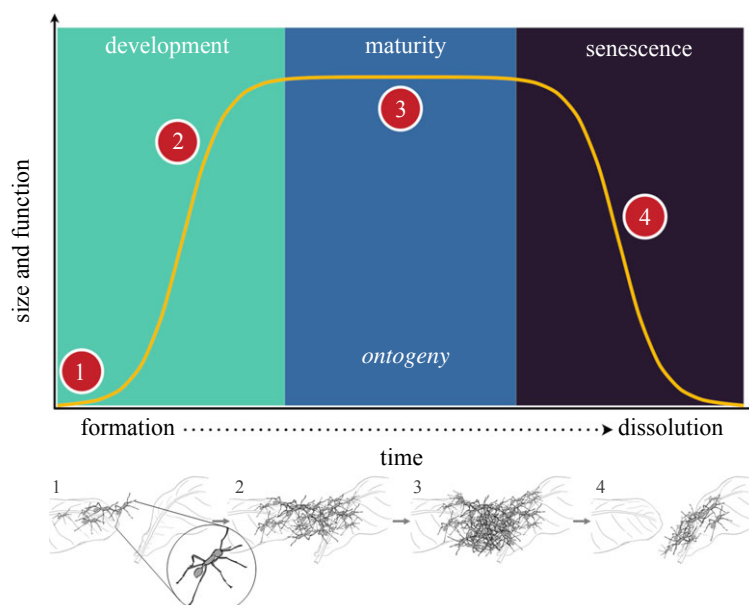 development maturity senescence
2
3
4
size and function
1
ontogeny
formation dissolution
time
1 2 3 4